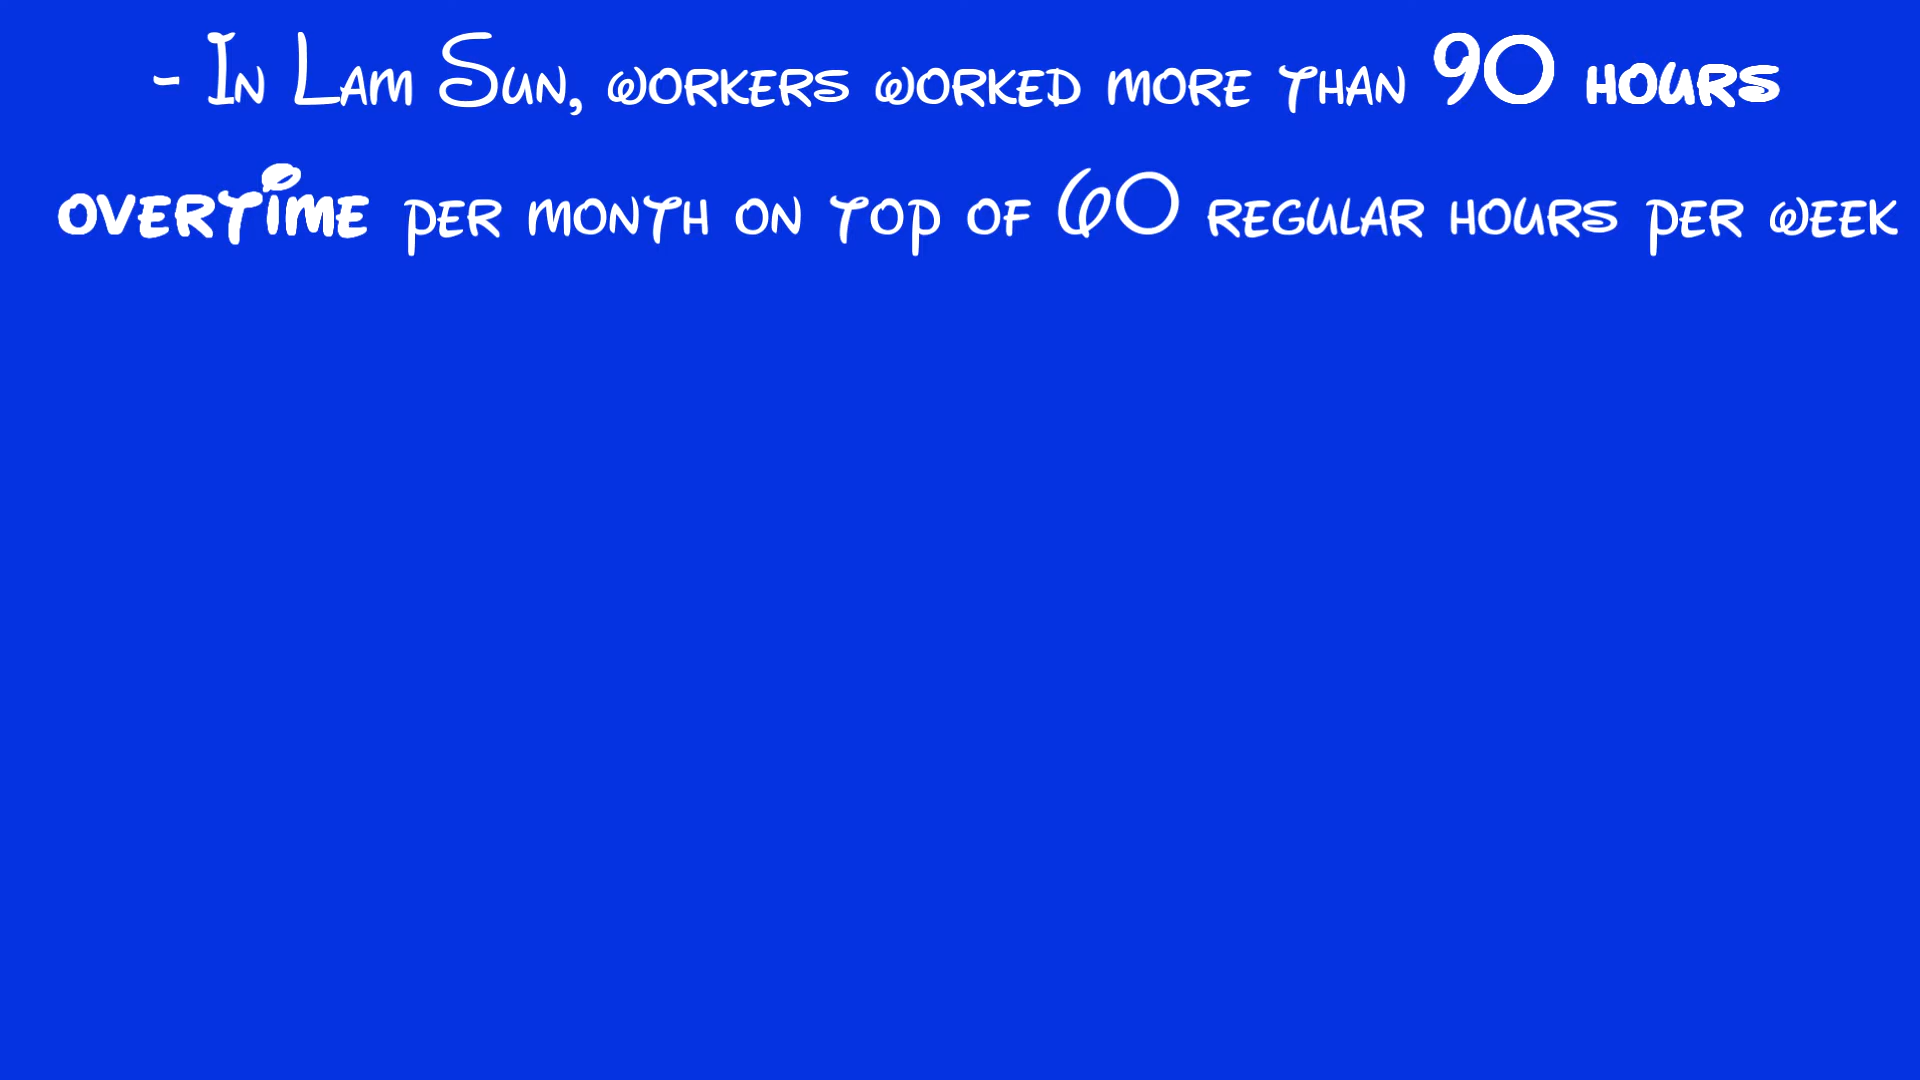 - In Lam Sun, workers worked more than 90 hours
overtime per month on top of 60 regular hours per week